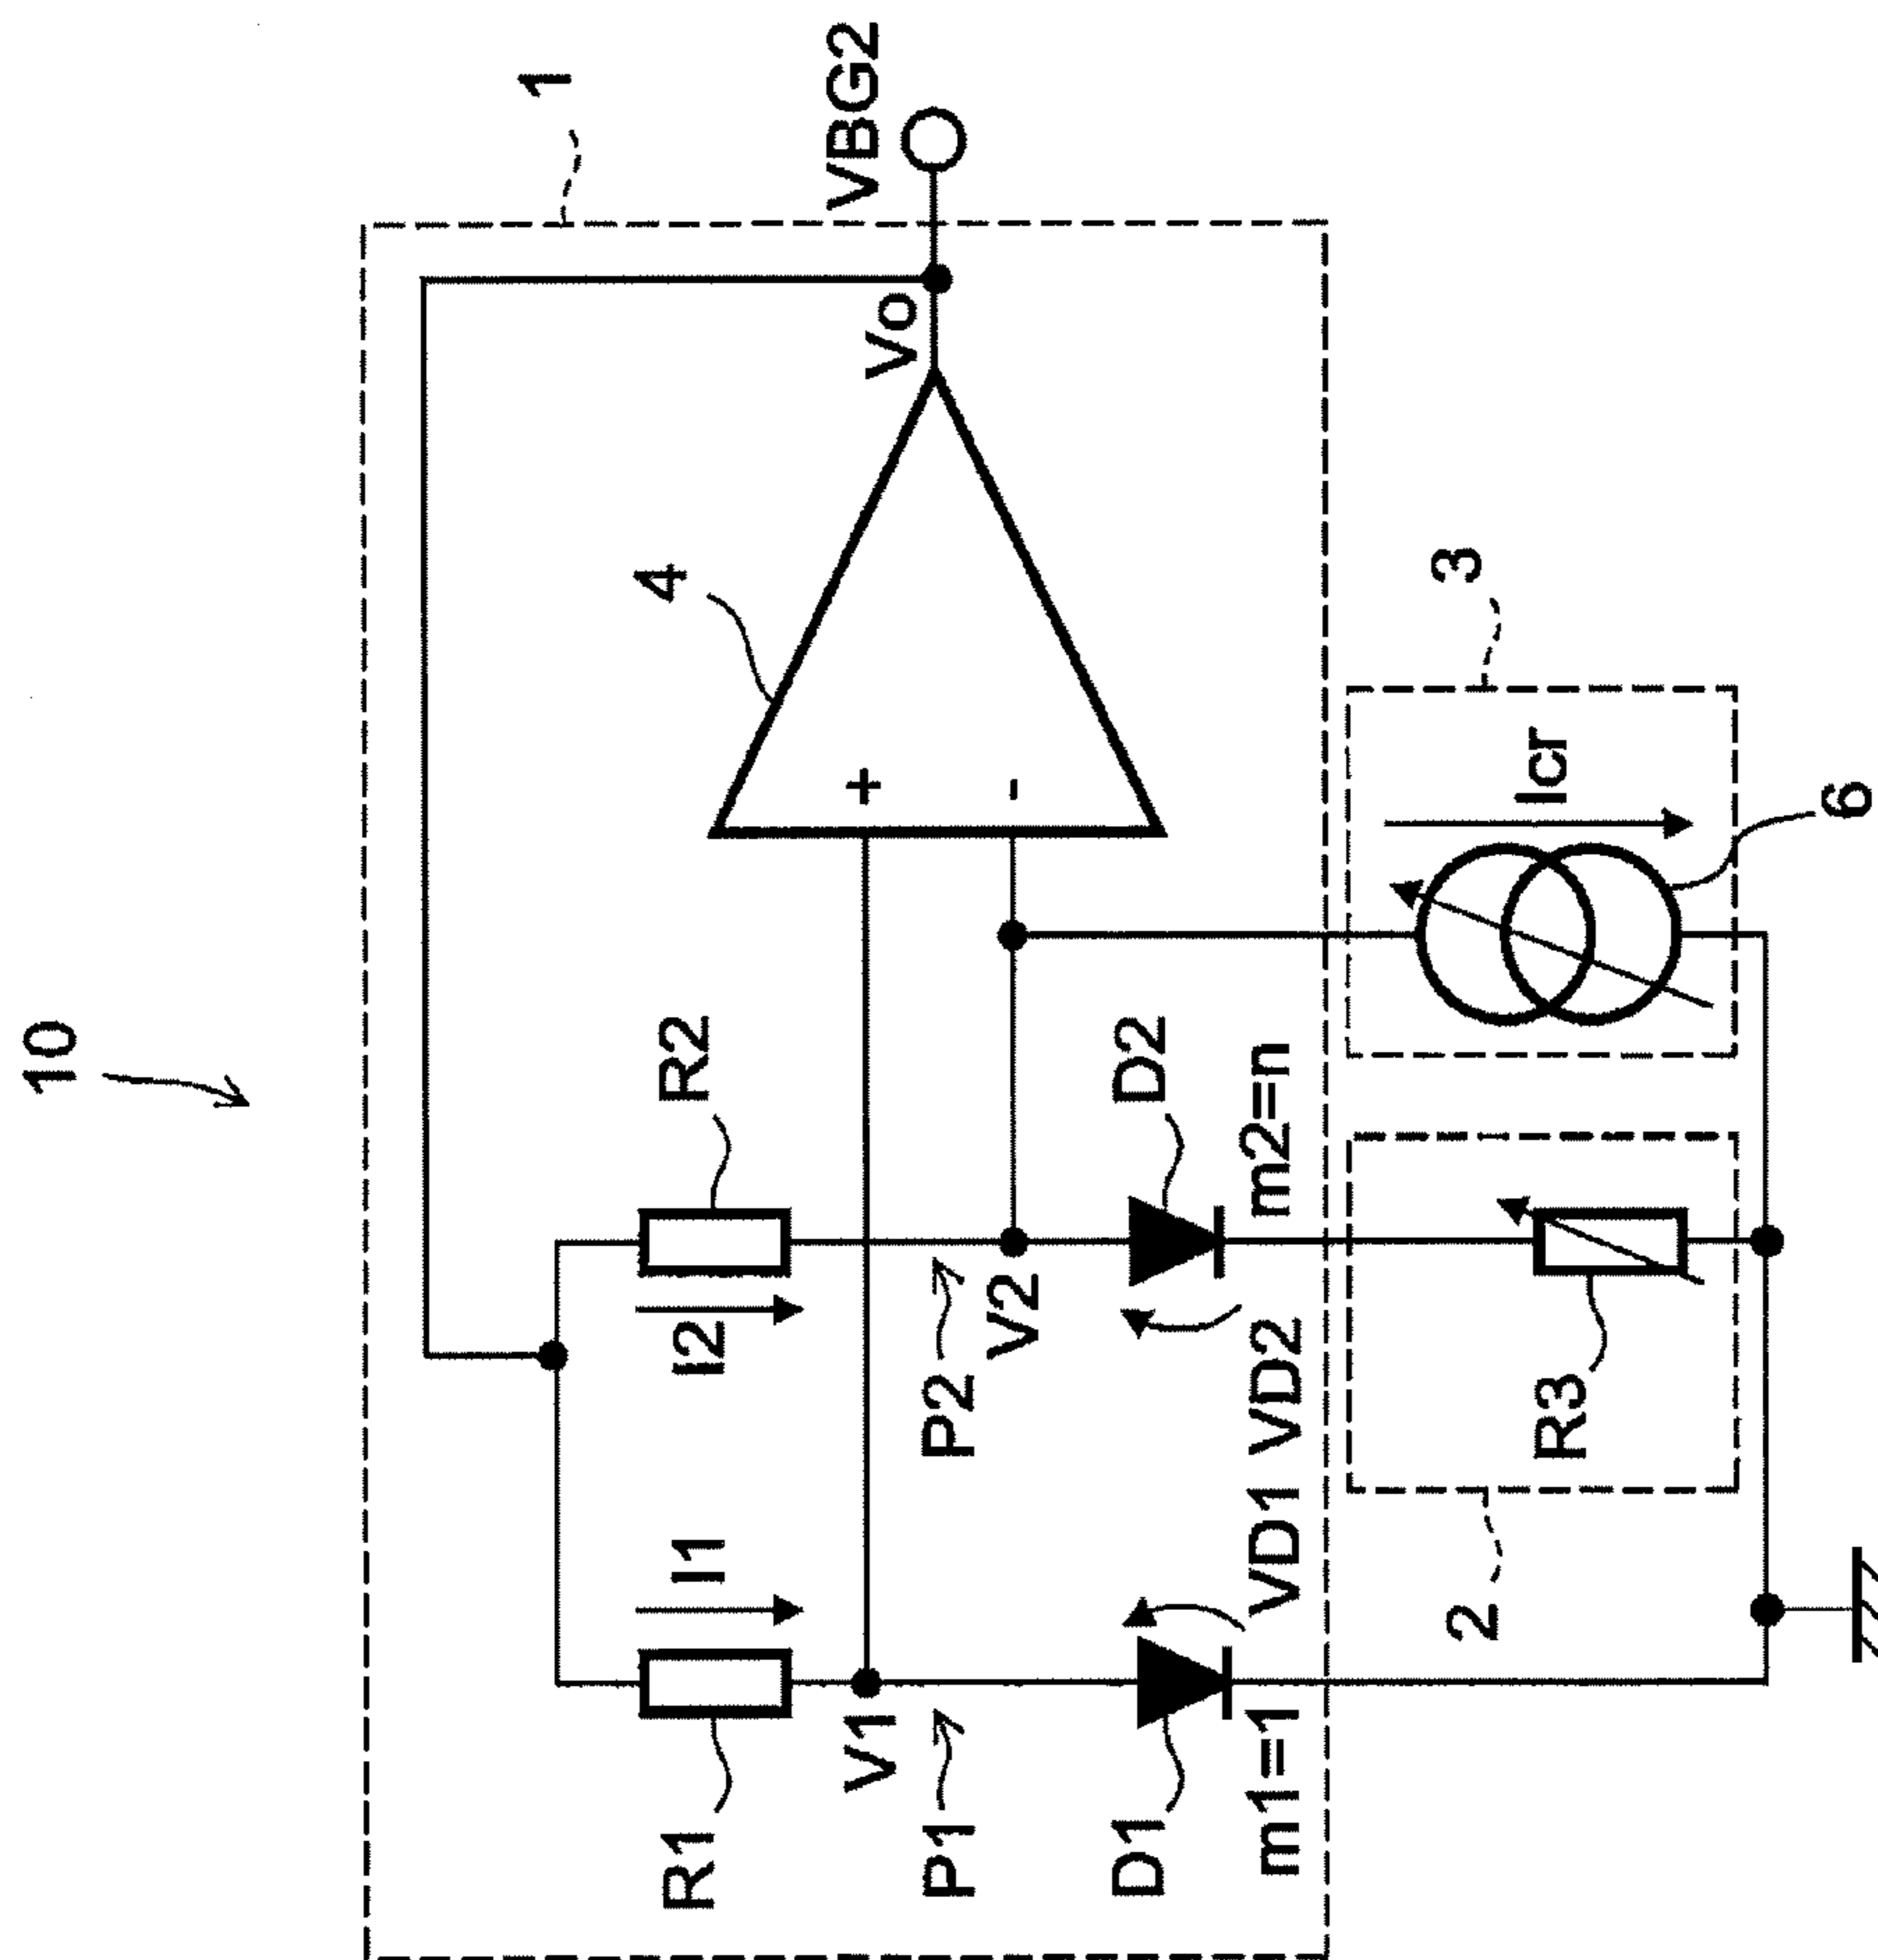 10
1
VBG2
Vo
4
+
-
R1
I1
I2
R2
V1
P1
P2
V2
D1
m1=1
VD1
VD2
D2
m2=n
2
R3
3
Icr
6